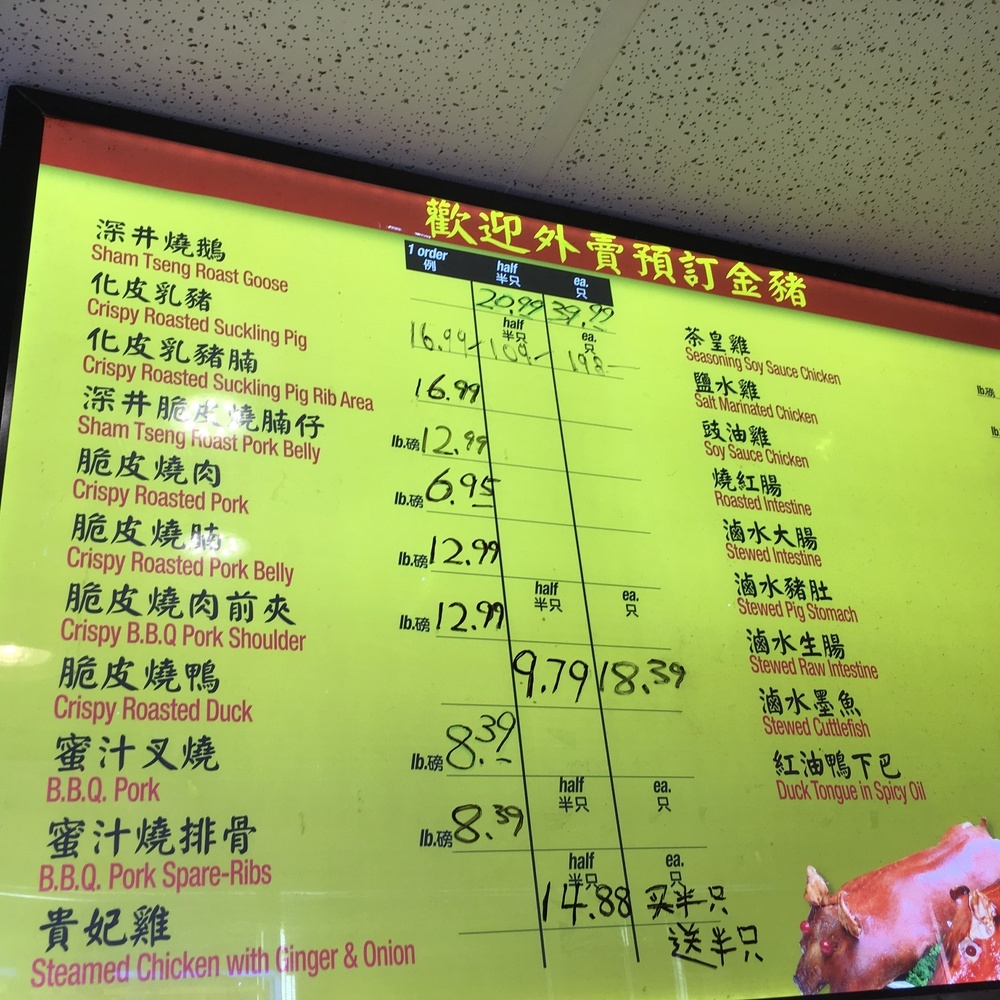 歡迎外賣預訂金豬
1 order half ea.
例 半只 只
深井燒鵝 20.99 39.99
Sham Tseng Roast Goose
half ea.
半只 只
化皮乳豬 16.99 109.- 198.-
Crispy Roasted Suckling Pig
化皮乳豬腩 16.99
Crispy Roasted Suckling Pig Rib Area
深井脆皮燒腩仔 lb.磅 12.99
Sham Tseng Roast Pork Belly
脆皮燒肉 lb.磅 6.95
Crispy Roasted Pork
脆皮燒腩 lb.磅 12.99
Crispy Roasted Pork Belly
脆皮燒肉前夾 lb.磅 12.99
Crispy B.B.Q Pork Shoulder
half ea.
半只 只
脆皮燒鴨 9.79 18.39
Crispy Roasted Duck
蜜汁叉燒 lb.磅 8.39
B.B.Q. Pork
half ea.
半只 只
蜜汁燒排骨 lb.磅 8.39
B.B.Q. Pork Spare-Ribs
half ea.
半只 只
貴妃雞 14.88 买半只
送半只
Steamed Chicken with Ginger & Onion
茶皇雞
Seasoning Soy Sauce Chicken
lb.磅
鹽水雞
Salt Marinated Chicken
lb
豉油雞
Soy Sauce Chicken
燒紅腸
Roasted Intestine
滷水大腸
Stewed Intestine
滷水豬肚
Stewed Pig Stomach
滷水生腸
Stewed Raw Intestine
滷水墨魚
Stewed Cuttlefish
紅油鴨下巴
Duck Tongue in Spicy Oil